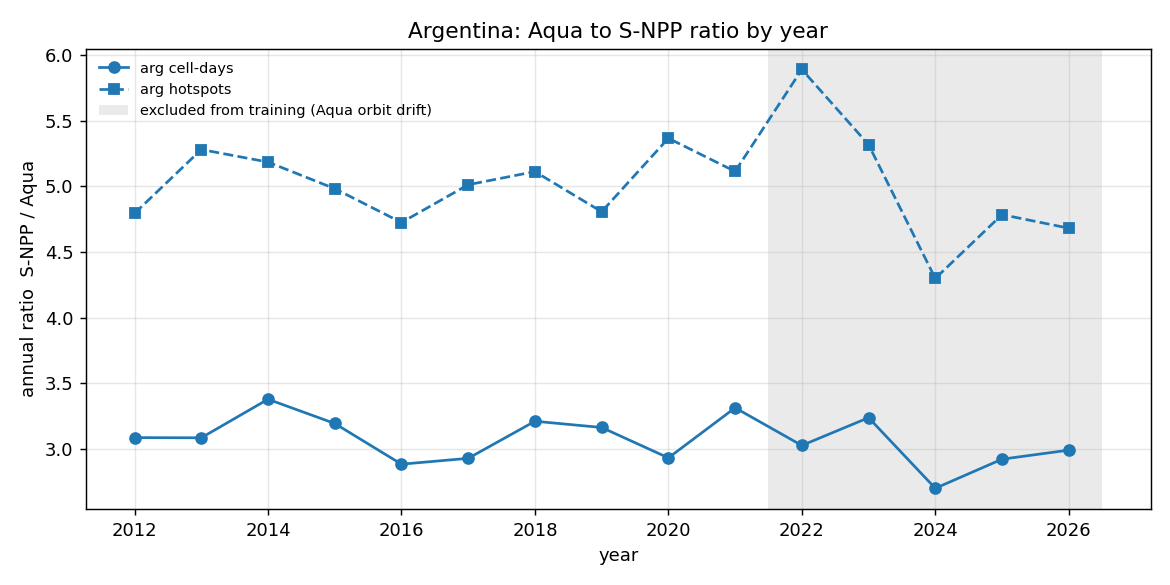 Argentina: Aqua to S-NPP ratio by year
arg cell-days
arg hotspots
excluded from training (Aqua orbit drift)
annual ratio  S-NPP / Aqua
6.0
5.5
5.0
4.5
4.0
3.5
3.0
2012 2014 2016 2018 2020 2022 2024 2026
year